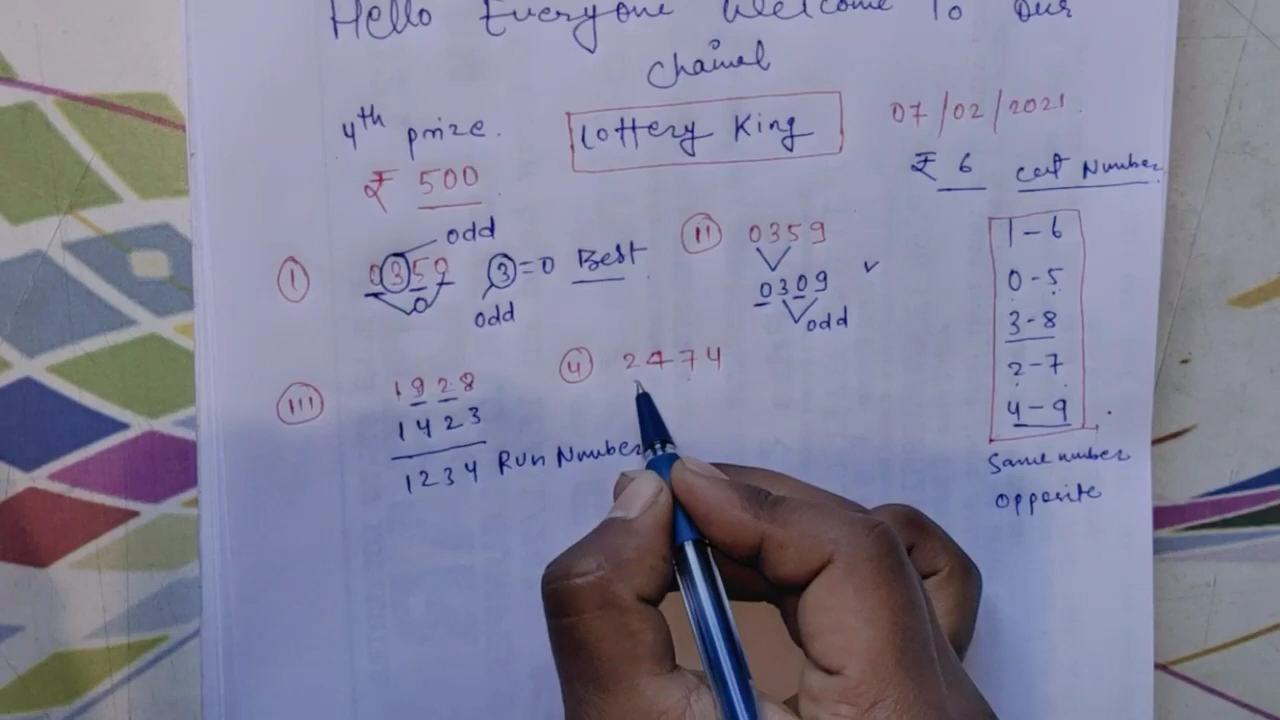 Hello Everyone Welcome To Our
Channel
4th prize.
Lottery King
07/02/2021
₹ 500
₹ 6 cut Number
odd
(I) 0359 3=0 Best
0
odd
(II) 0359
0309 ✓
odd
1-6
0-5
3-8
2-7
4-9
Same number
opposite
(III) 1928
1423
1234 Run Number
(4) 2474